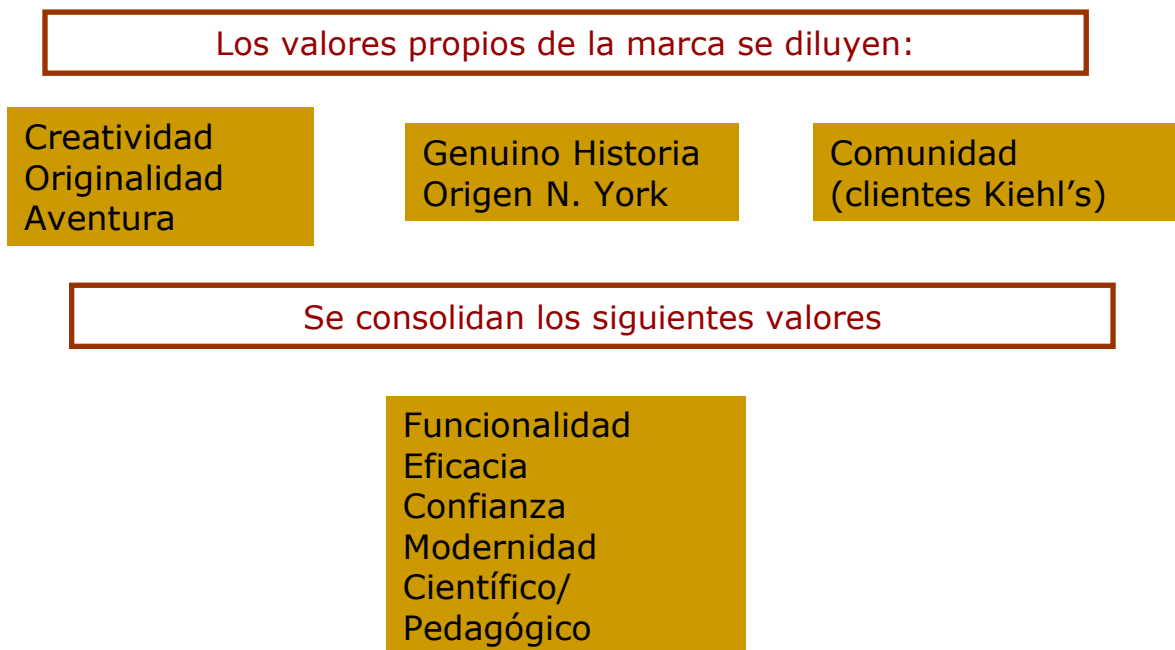 Los valores propios de la marca se diluyen:
Creatividad
Originalidad
Aventura
Genuino Historia
Origen N. York
Comunidad
(clientes Kiehl’s)
Se consolidan los siguientes valores
Funcionalidad
Eficacia
Confianza
Modernidad
Científico/
Pedagógico